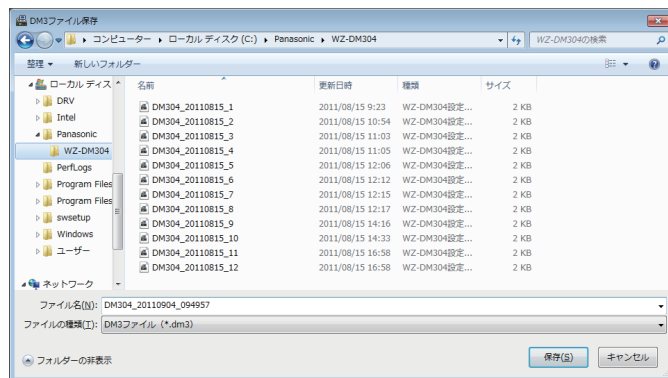 DM3ファイル保存
コンピューター ローカル ディスク (C:) Panasonic WZ-DM304 WZ-DM304の検索
整理 新しいフォルダー
ローカル ディス
DRV
Intel
Panasonic
WZ-DM304
PerfLogs
Program Files
Program Files
swsetup
Windows
ユーザー
ネットワーク
名前 更新日時 種類 サイズ
DM304_20110815_1 2011/08/15 9:23 WZ-DM304設定... 2 KB
DM304_20110815_2 2011/08/15 10:54 WZ-DM304設定... 2 KB
DM304_20110815_3 2011/08/15 11:03 WZ-DM304設定... 2 KB
DM304_20110815_4 2011/08/15 11:05 WZ-DM304設定... 2 KB
DM304_20110815_5 2011/08/15 12:06 WZ-DM304設定... 2 KB
DM304_20110815_6 2011/08/15 12:12 WZ-DM304設定... 2 KB
DM304_20110815_7 2011/08/15 12:15 WZ-DM304設定... 2 KB
DM304_20110815_8 2011/08/15 12:17 WZ-DM304設定... 2 KB
DM304_20110815_9 2011/08/15 14:16 WZ-DM304設定... 2 KB
DM304_20110815_10 2011/08/15 14:33 WZ-DM304設定... 2 KB
DM304_20110815_11 2011/08/15 16:58 WZ-DM304設定... 2 KB
DM304_20110815_12 2011/08/15 16:58 WZ-DM304設定... 2 KB
ファイル名(N): DM304_20110904_094957
ファイルの種類(T): DM3ファイル (*.dm3)
フォルダーの非表示 保存(S) キャンセル